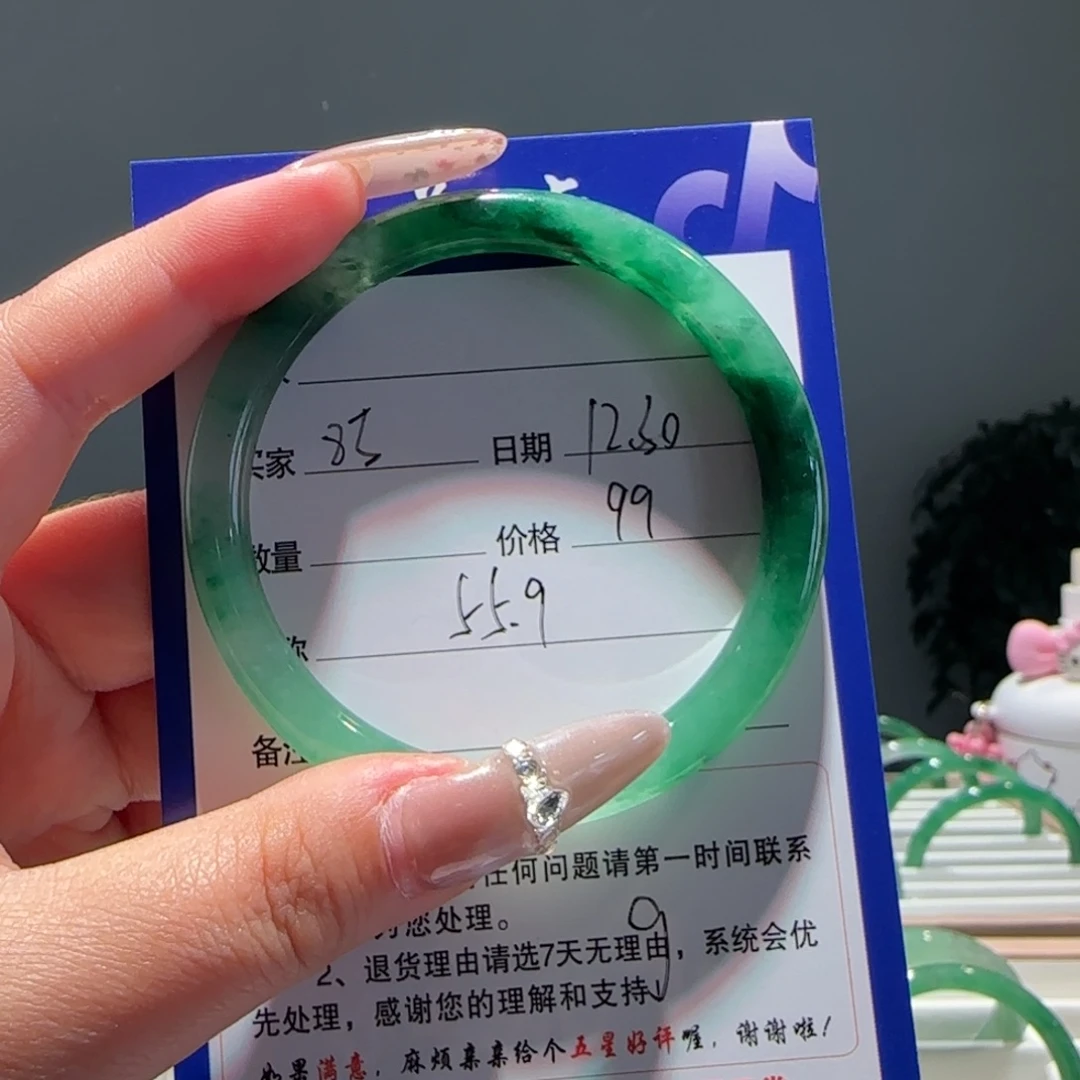 买家 85 日期 12.30
数量 价格 99
55.9
称
备注
任何问题请第一时间联系
为您处理。
2、退货理由请选7天无理由，系统会优
先处理，感谢您的理解和支持
如果满意，麻烦亲亲给个五星好评喔，谢谢啦！